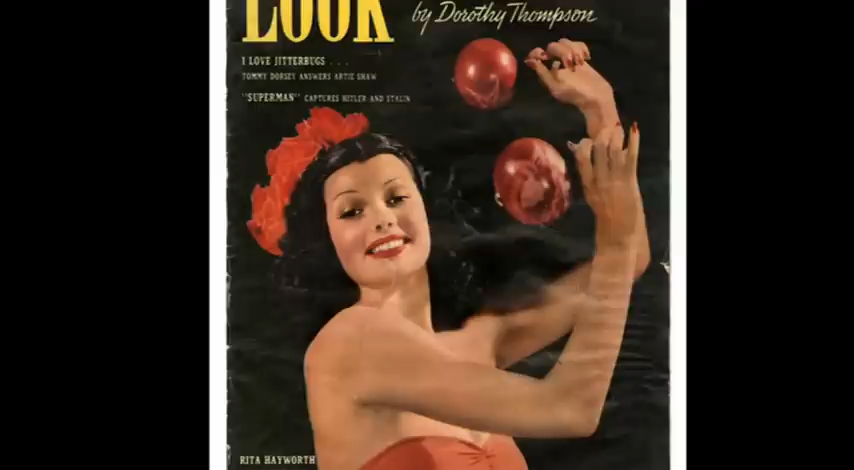 LOOK
by Dorothy Thompson
I LOVE JITTERBUGS . . .
TOMMY DORSEY ANSWERS ARTIE SHAW
"SUPERMAN" CAPTURES HITLER AND STALIN
RITA HAYWORTH